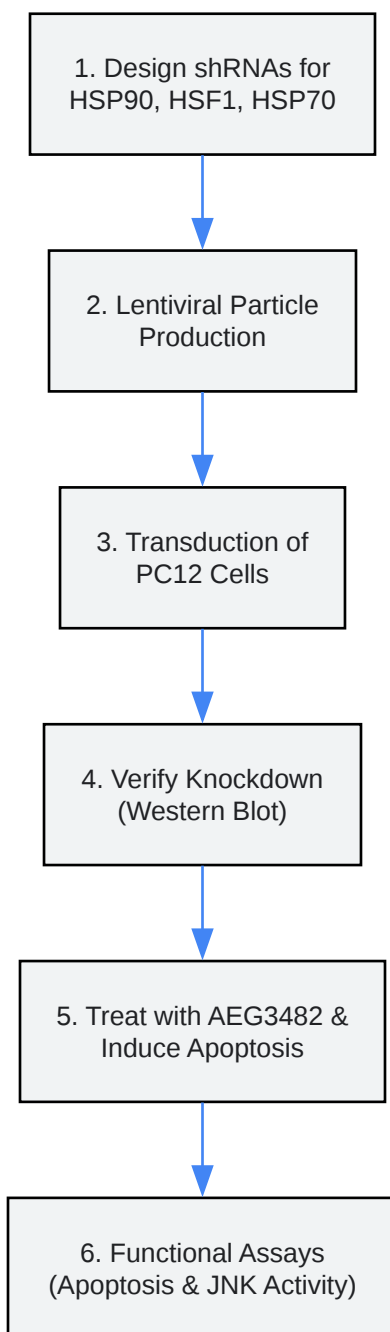 1. Design shRNAs for
HSP90, HSF1, HSP70
2. Lentiviral Particle
Production
3. Transduction of
PC12 Cells
4. Verify Knockdown
(Western Blot)
5. Treat with AEG3482 &
Induce Apoptosis
6. Functional Assays
(Apoptosis & JNK Activity)